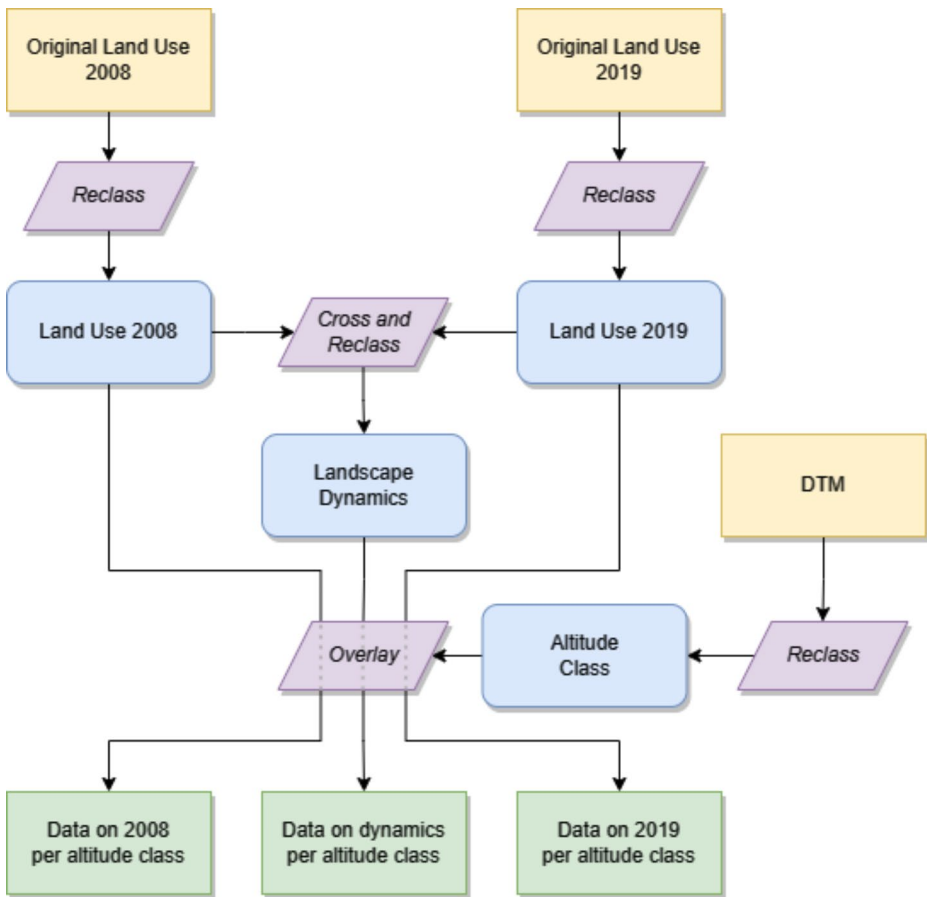 Original Land Use
2008
Original Land Use
2019
Reclass
Reclass
Land Use 2008
Cross and
Reclass
Land Use 2019
Landscape
Dynamics
DTM
Overlay
Altitude
Class
Reclass
Data on 2008
per altitude class
Data on dynamics
per altitude class
Data on 2019
per altitude class